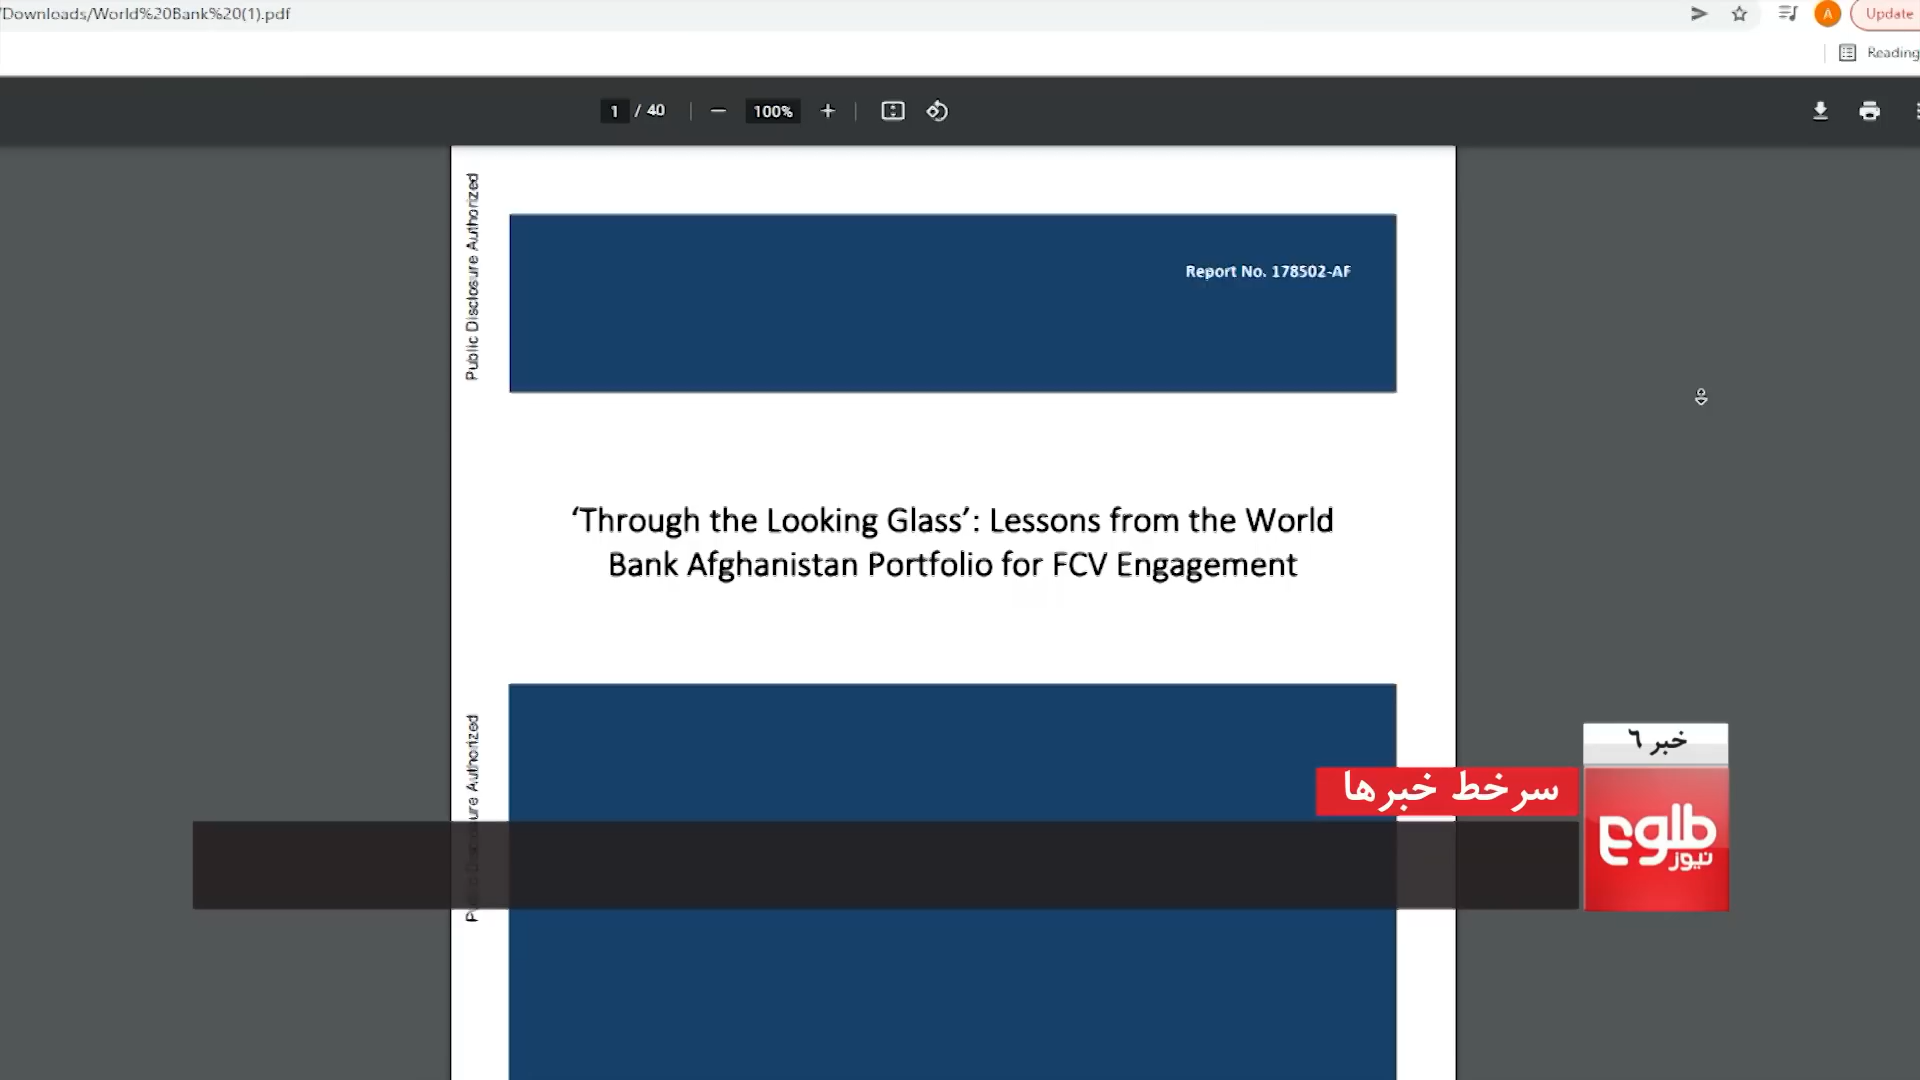 /Downloads/World%20Bank%20(1).pdf
Update
Reading
1 / 40
100%
Public Disclosure Authorized
Report No. 178502-AF
‘Through the Looking Glass’: Lessons from the World
Bank Afghanistan Portfolio for FCV Engagement
Public Disclosure Authorized
خبر ٦
سرخط خبرها
طلوع
نیوز
A